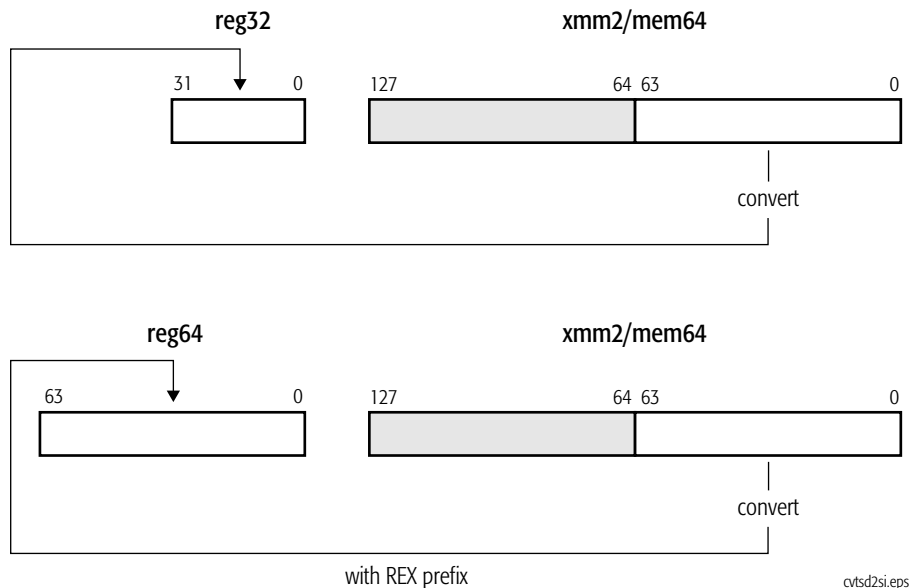 reg32 xmm2/mem64
31 0 127 64 63 0
convert
reg64 xmm2/mem64
63 0 127 64 63 0
convert
with REX prefix
cvtsd2si.eps